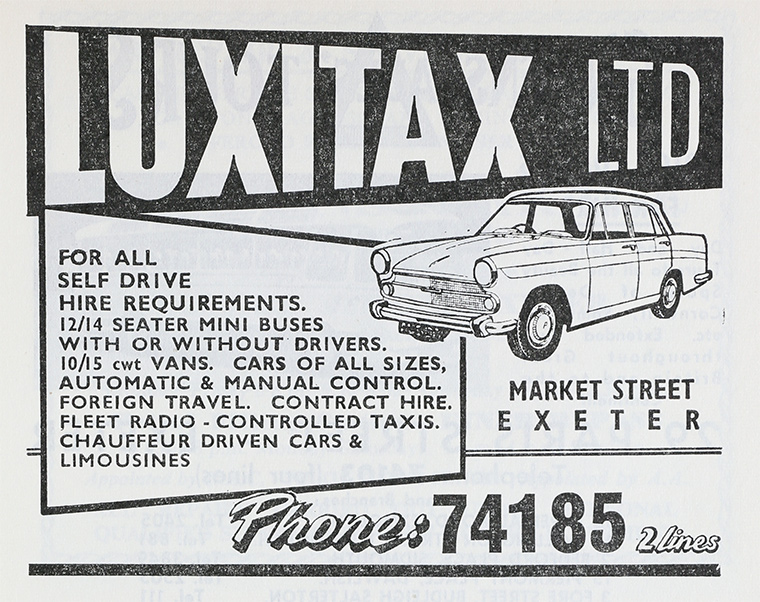 LUXITAX LTD
FOR ALL
SELF DRIVE
HIRE REQUIREMENTS.
12/14 SEATER MINI BUSES
WITH OR WITHOUT DRIVERS.
10/15 cwt VANS. CARS OF ALL SIZES,
AUTOMATIC & MANUAL CONTROL.
FOREIGN TRAVEL. CONTRACT HIRE.
FLEET RADIO - CONTROLLED TAXIS.
CHAUFFEUR DRIVEN CARS &
LIMOUSINES
MARKET STREET
EXETER
Phone: 74185 2 lines